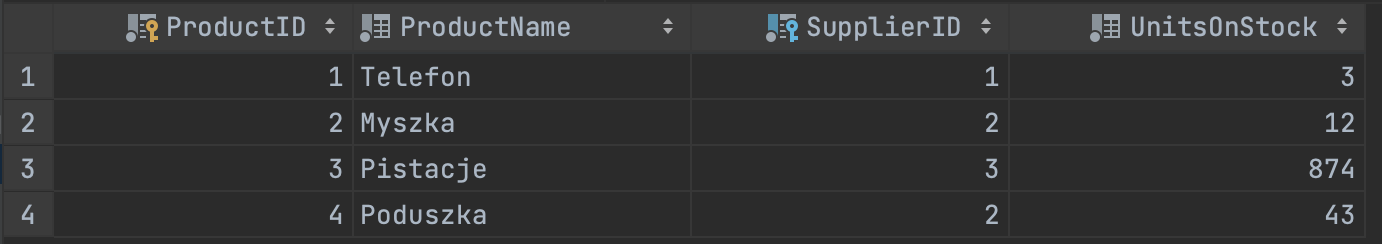 ProductID ProductName SupplierID UnitsOnStock
1 1 Telefon 1 3
2 2 Myszka 2 12
3 3 Pistacje 3 874
4 4 Poduszka 2 43